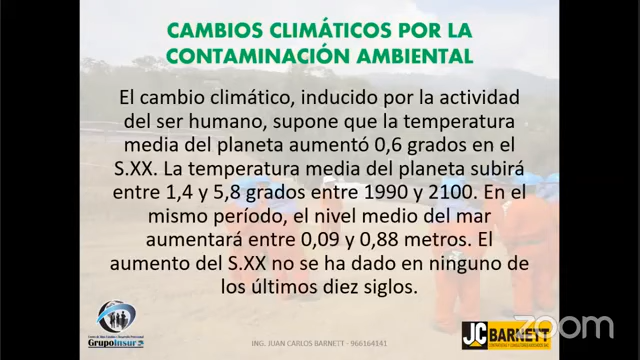 CAMBIOS CLIMÁTICOS POR LA
CONTAMINACIÓN AMBIENTAL
El cambio climático, inducido por la actividad
del ser humano, supone que la temperatura
media del planeta aumentó 0,6 grados en el
S.XX. La temperatura media del planeta subirá
entre 1,4 y 5,8 grados entre 1990 y 2100. En el
mismo período, el nivel medio del mar
aumentará entre 0,09 y 0,88 metros. El
aumento del S.XX no se ha dado en ninguno de
los últimos diez siglos.
GrupoInsur
ING. JUAN CARLOS BARNETT - 966164141
JC BARNETT
zoom